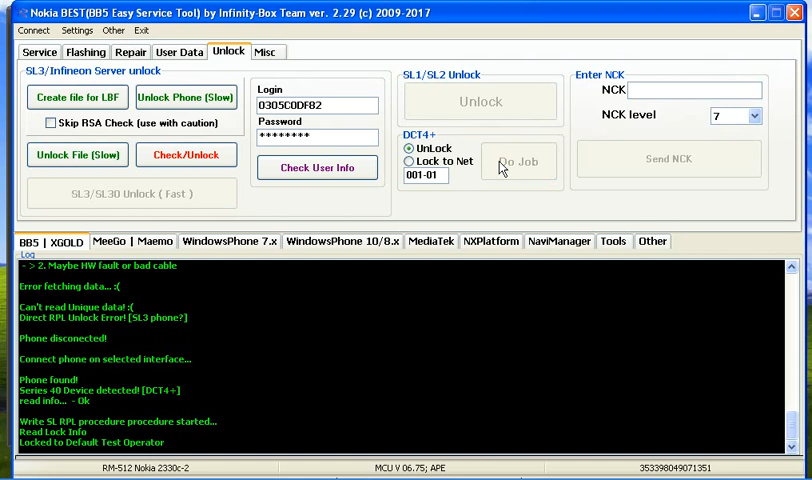 Nokia BEST(BB5 Easy Service Tool) by Infinity-Box Team ver. 2.29 (c) 2009-2017
Connect Settings Other Exit
Service Flashing Repair User Data Unlock Misc
SL3/Infineon Server unlock
Create file for LBF
Unlock Phone (Slow)
Skip RSA Check (use with caution)
Unlock File (Slow)
Check/Unlock
SL3/SL30 Unlock ( Fast )
Login
0305C0DF82
Password
********
Check User Info
SL1/SL2 Unlock
Unlock
DCT4+
UnLock
Lock to Net
001-01
Do Job
Enter NCK
NCK
NCK level
7
Send NCK
BB5 | XGOLD MeeGo | Maemo WindowsPhone 7.x WindowsPhone 10/8.x MediaTek NXPlatform NaviManager Tools Other
Log
- > 2. Maybe HW fault or bad cable
Error fetching data... :(
Can't read Unique data! :(
Direct RPL Unlock Error! [SL3 phone?]
Phone disconected!
Connect phone on selected interface...
Phone found!
Series 40 Device detected! [DCT4+]
read info... - Ok
Write SL RPL procedure procedure started...
Read Lock Info
Locked to Default Test Operator
RM-512 Nokia 2330c-2 MCU V 06.75; APE 353398049071351